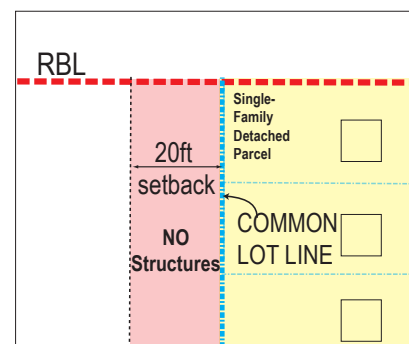 RBL
Single-
Family
Detached
Parcel
20ft
setback
NO
Structures
COMMON
LOT LINE